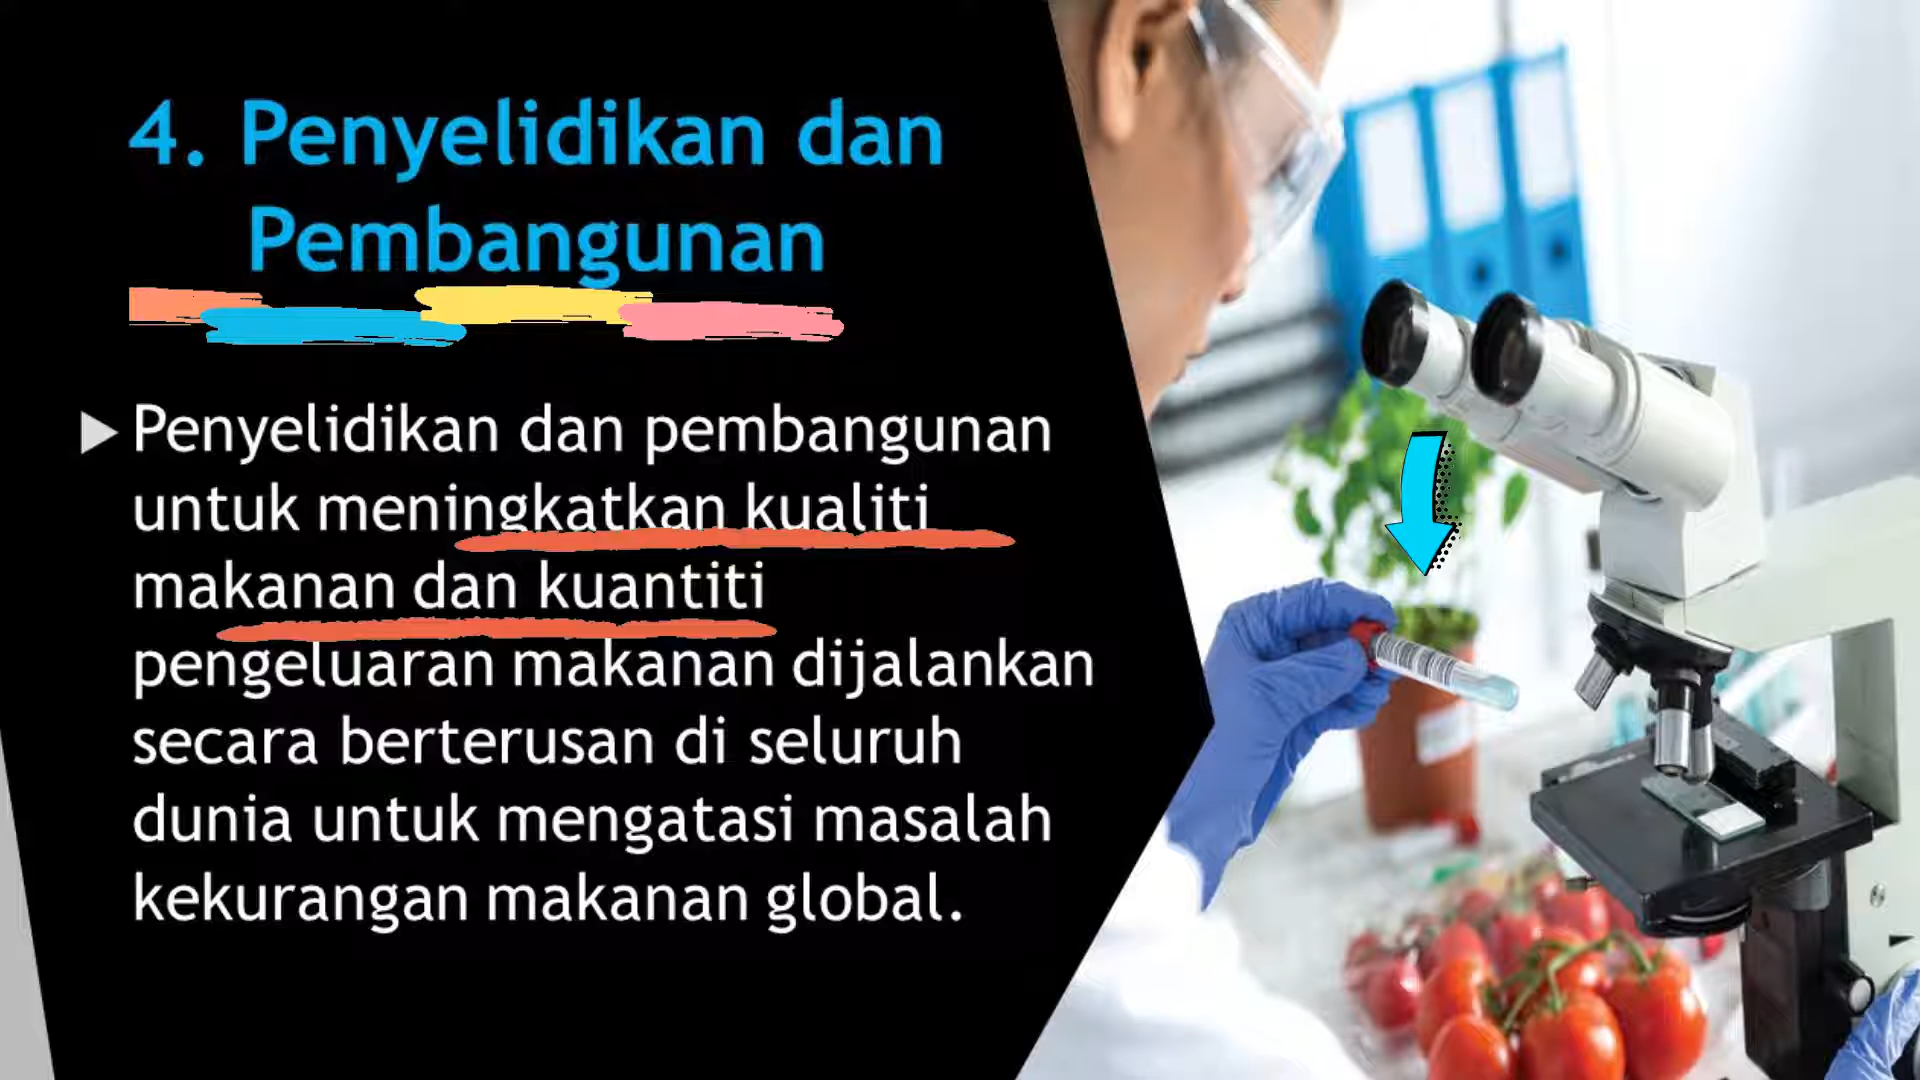 4. Penyelidikan dan
Pembangunan
Penyelidikan dan pembangunan
untuk meningkatkan kualiti
makanan dan kuantiti
pengeluaran makanan dijalankan
secara berterusan di seluruh
dunia untuk mengatasi masalah
kekurangan makanan global.